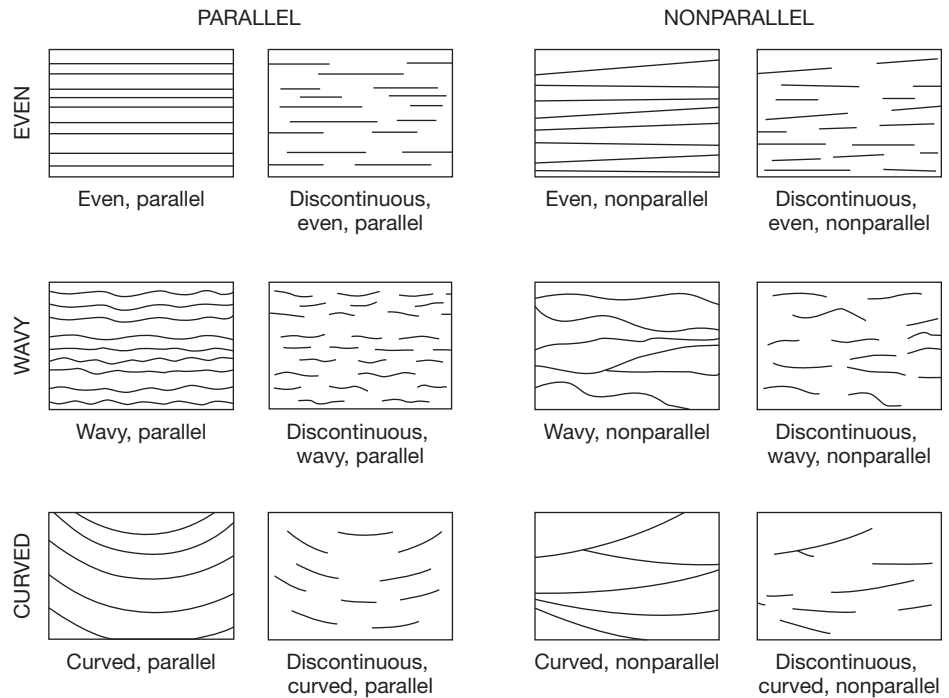 PARALLEL
NONPARALLEL
EVEN
Even, parallel
Discontinuous,
even, parallel
Even, nonparallel
Discontinuous,
even, nonparallel
WAVY
Wavy, parallel
Discontinuous,
wavy, parallel
Wavy, nonparallel
Discontinuous,
wavy, nonparallel
CURVED
Curved, parallel
Discontinuous,
curved, parallel
Curved, nonparallel
Discontinuous,
curved, nonparallel